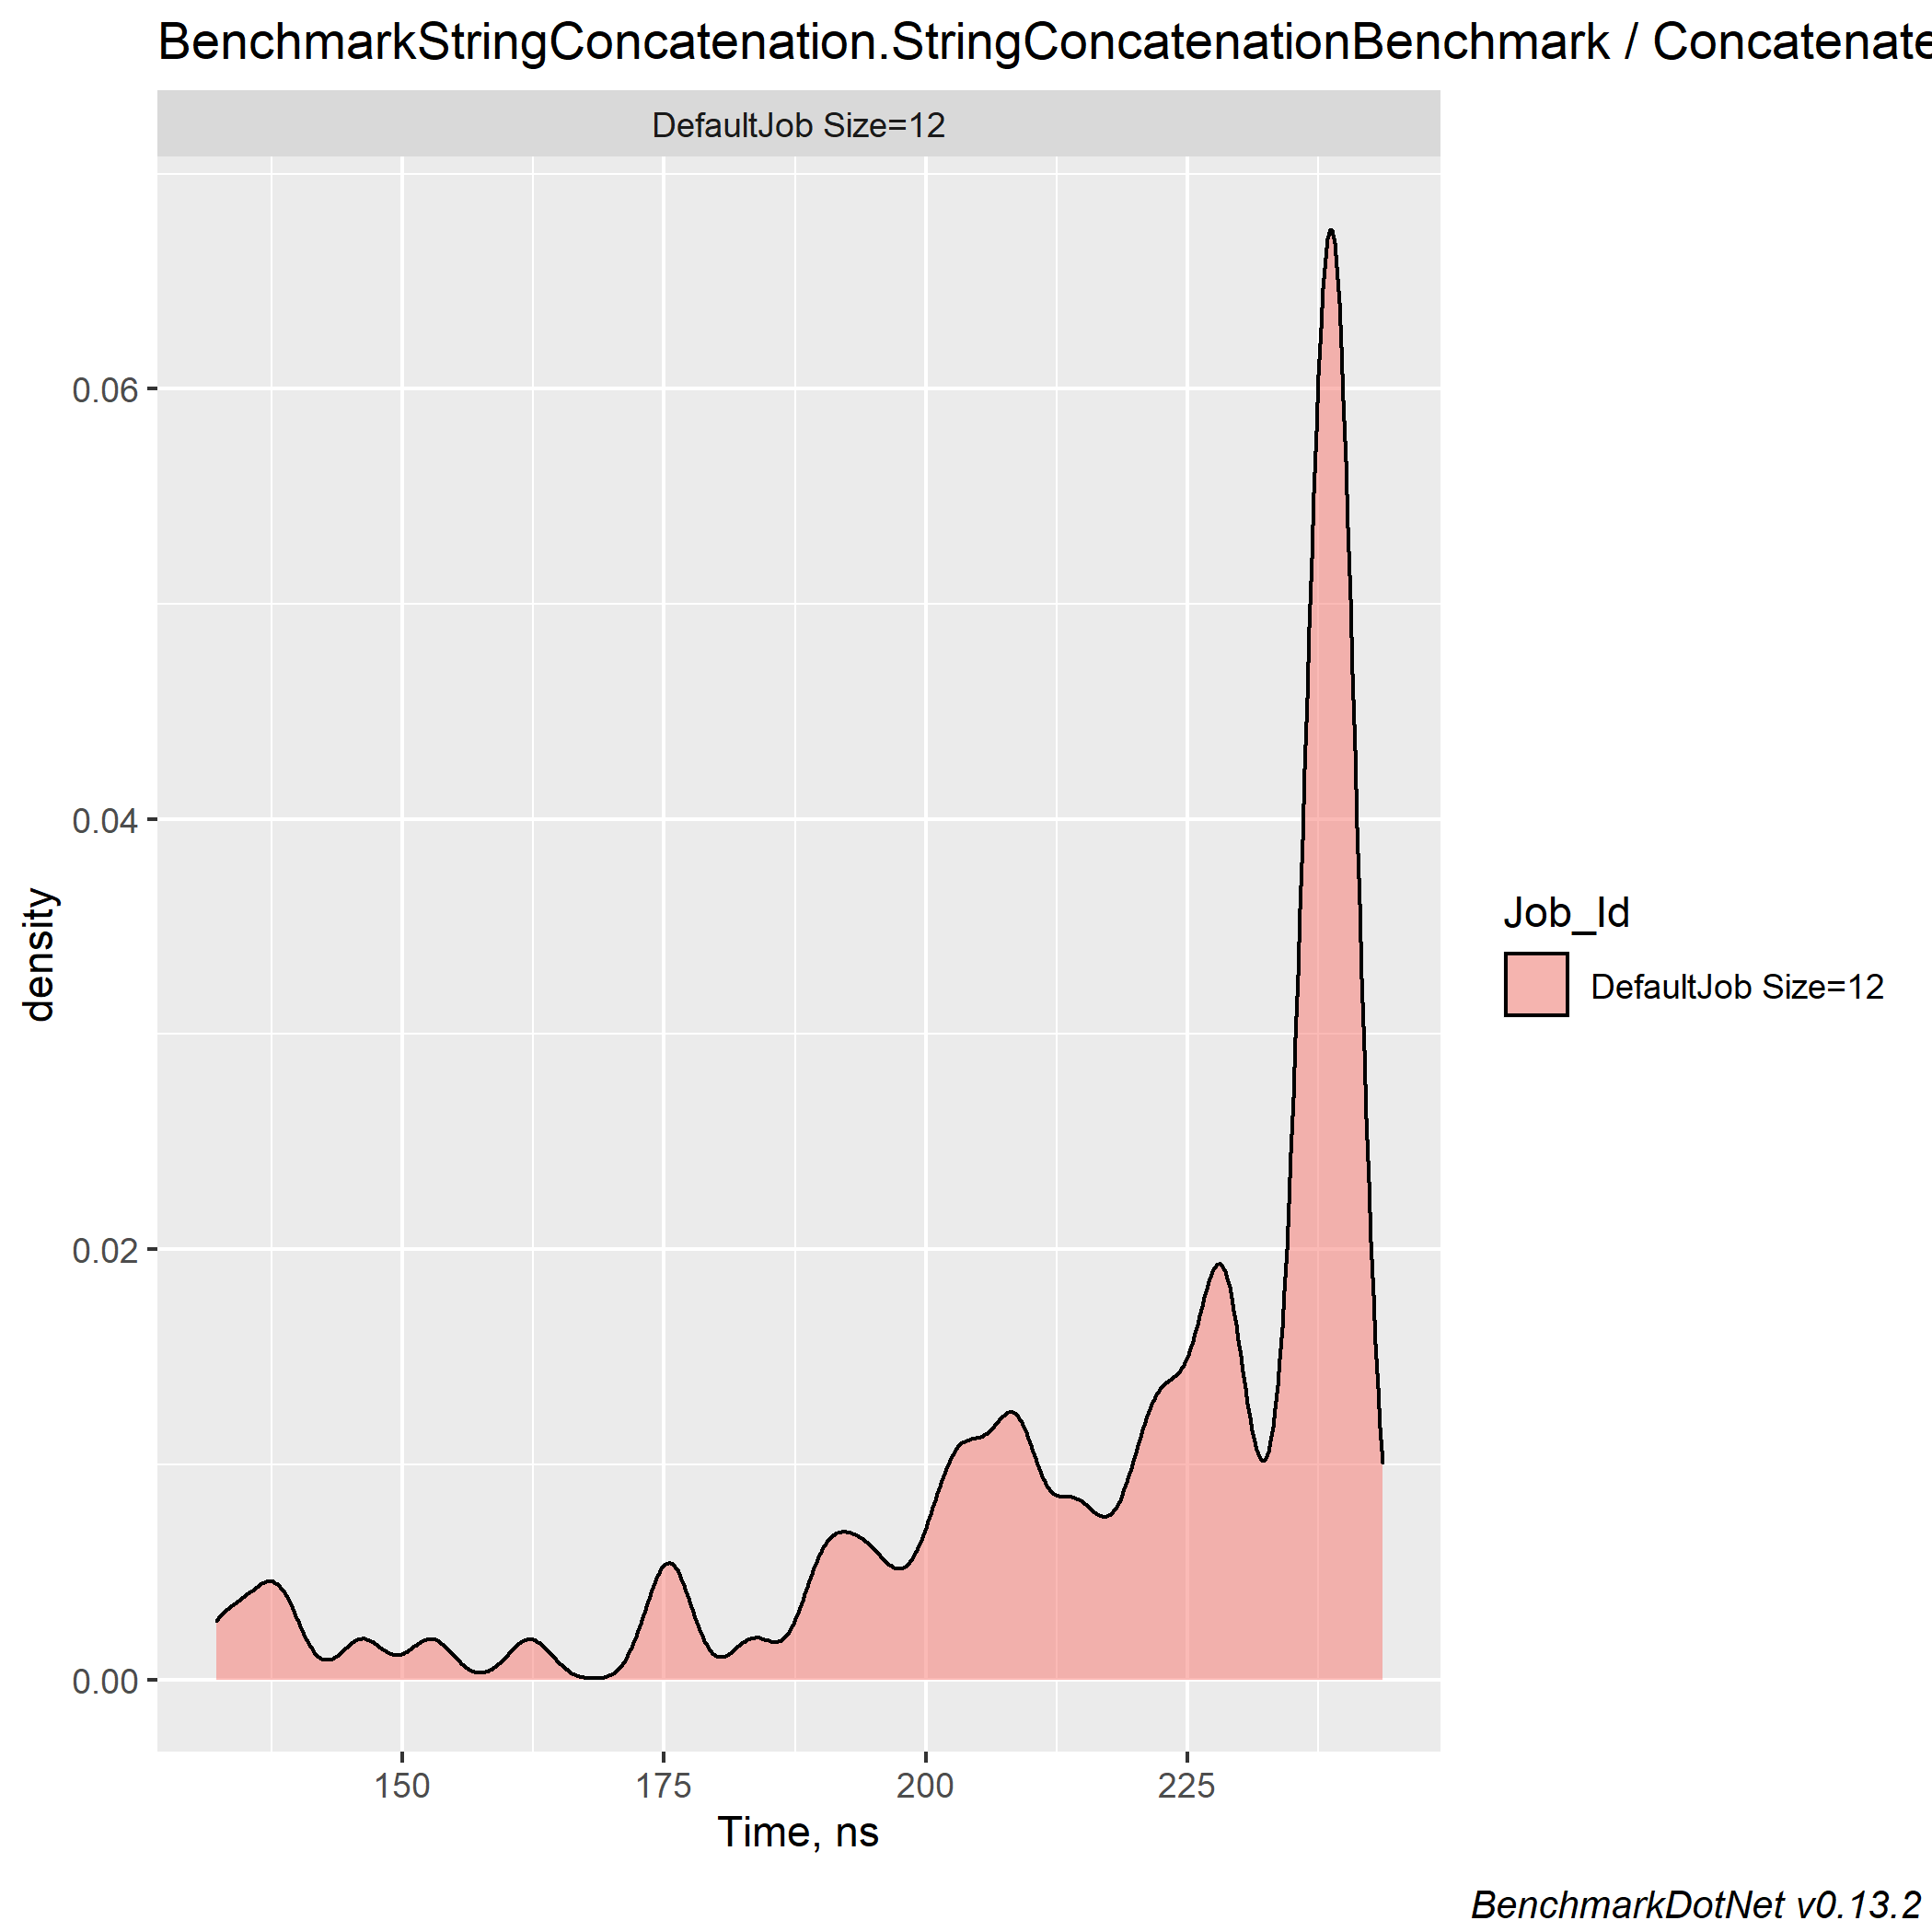 BenchmarkStringConcatenation.StringConcatenationBenchmark / Concatenate
DefaultJob Size=12
0.06
0.04
0.02
0.00
density
150 175 200 225
Time, ns
Job_Id
DefaultJob Size=12
BenchmarkDotNet v0.13.2